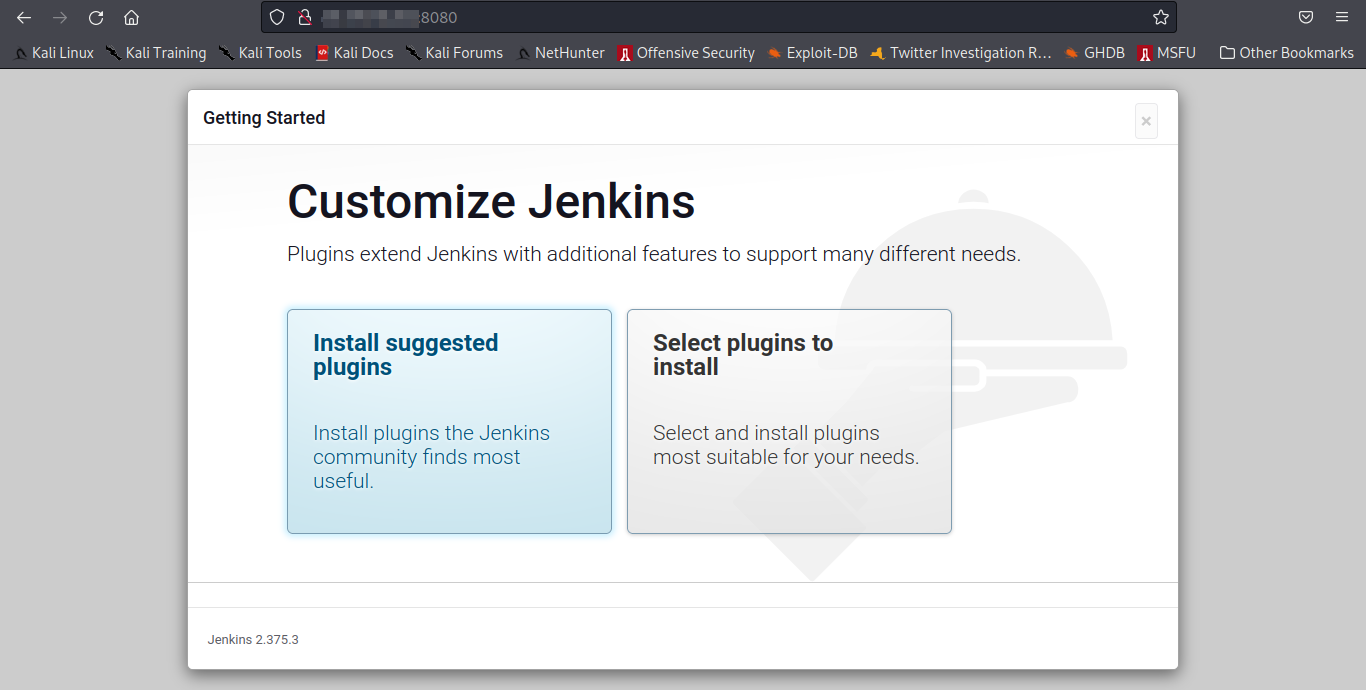 :8080
Kali Linux Kali Training Kali Tools Kali Docs Kali Forums NetHunter Offensive Security Exploit-DB Twitter Investigation R... GHDB MSFU Other Bookmarks
Getting Started
×
Customize Jenkins
Plugins extend Jenkins with additional features to support many different needs.
Install suggested
plugins
Install plugins the Jenkins
community finds most
useful.
Select plugins to
install
Select and install plugins
most suitable for your needs.
Jenkins 2.375.3